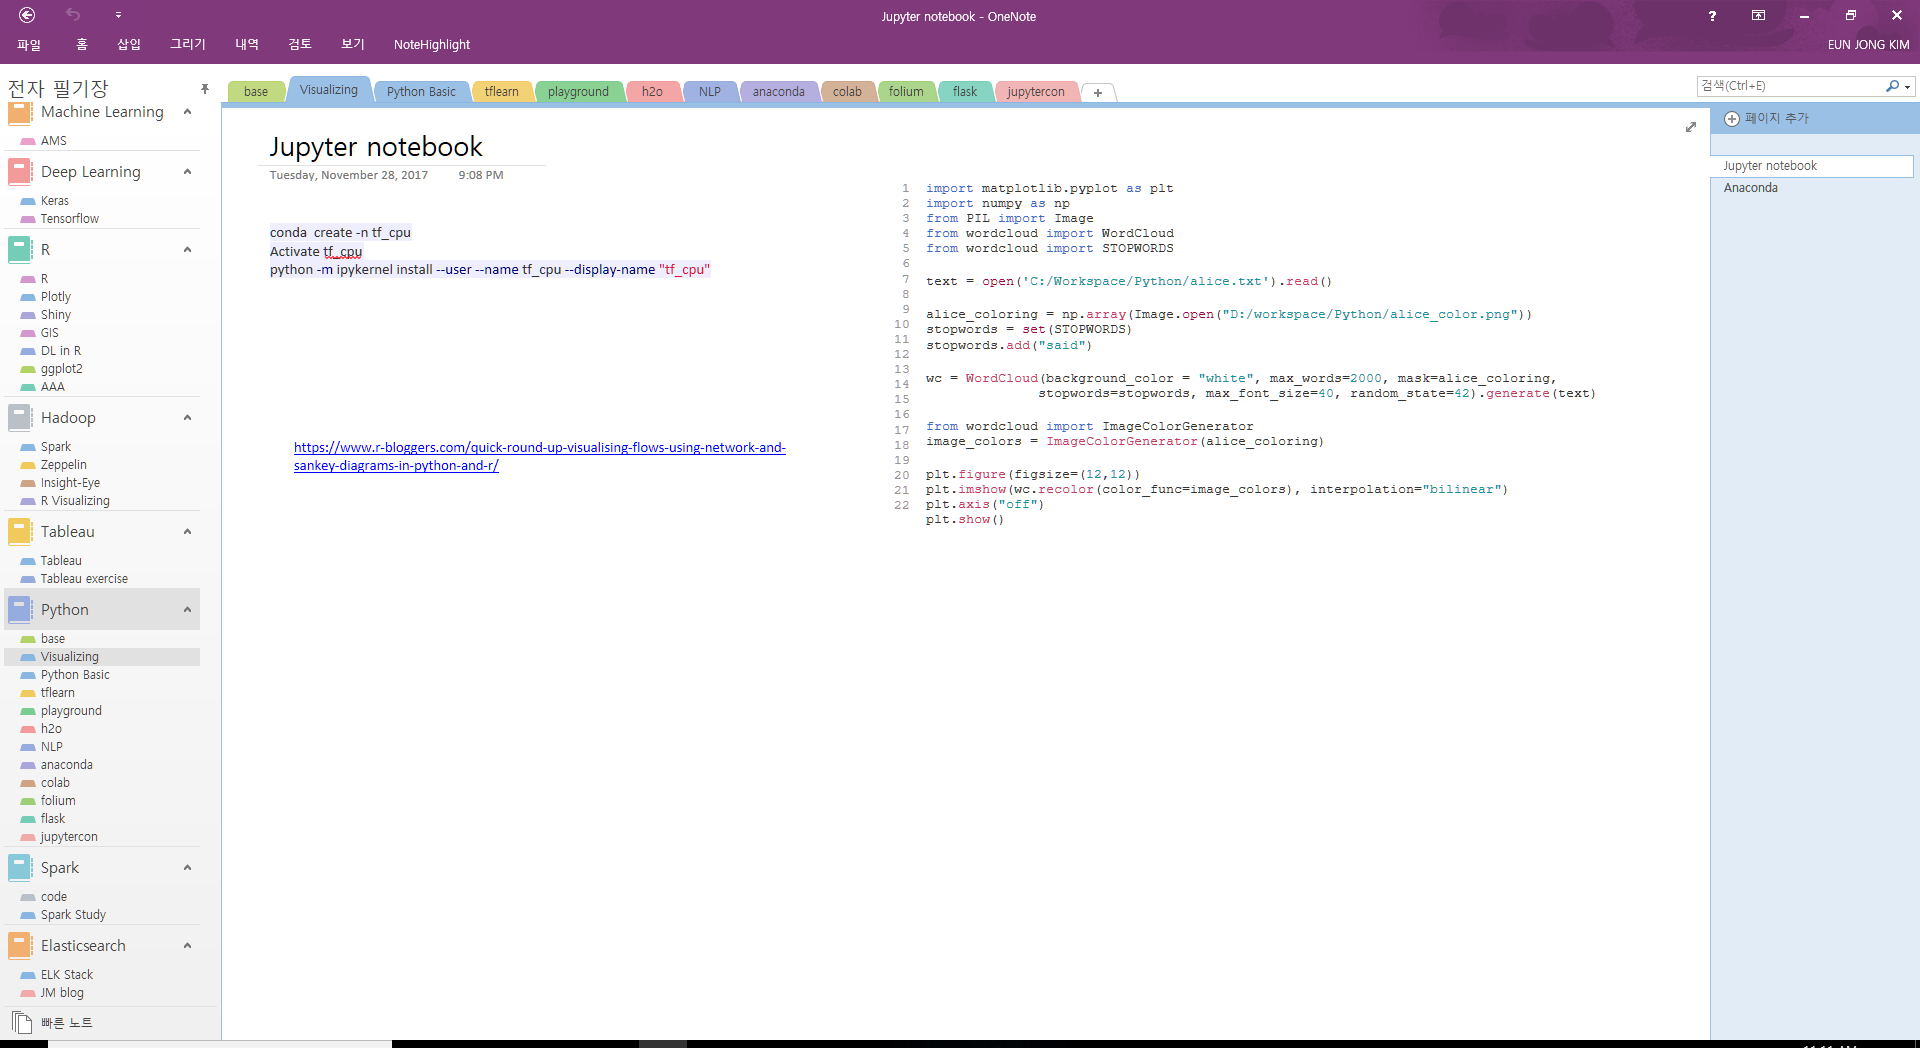 Jupyter notebook - OneNote
?
파일 홈 삽입 그리기 내역 검토 보기 NoteHighlight
EUN JONG KIM
전자 필기장
Machine Learning
AMS
Deep Learning
Keras
Tensorflow
R
R
Plotly
Shiny
GIS
DL in R
ggplot2
AAA
Hadoop
Spark
Zeppelin
Insight-Eye
R Visualizing
Tableau
Tableau
Tableau exercise
Python
base
Visualizing
Python Basic
tflearn
playground
h2o
NLP
anaconda
colab
folium
flask
jupytercon
Spark
code
Spark Study
Elasticsearch
ELK Stack
JM blog
빠른 노트
base Visualizing Python Basic tflearn playground h2o NLP anaconda colab folium flask jupytercon +
검색(Ctrl+E)
Jupyter notebook
Tuesday, November 28, 2017 9:08 PM
conda  create -n tf_cpu
Activate tf_cpu
python -m ipykernel install --user --name tf_cpu --display-name "tf_cpu"
https://www.r-bloggers.com/quick-round-up-visualising-flows-using-network-and-
sankey-diagrams-in-python-and-r/
1
2
3
4
5
6
7
8
9
10
11
12
13
14
15
16
17
18
19
20
21
22
import matplotlib.pyplot as plt
import numpy as np
from PIL import Image
from wordcloud import WordCloud
from wordcloud import STOPWORDS
text = open('C:/Workspace/Python/alice.txt').read()
alice_coloring = np.array(Image.open("D:/workspace/Python/alice_color.png"))
stopwords = set(STOPWORDS)
stopwords.add("said")
wc = WordCloud(background_color = "white", max_words=2000, mask=alice_coloring,
stopwords=stopwords, max_font_size=40, random_state=42).generate(text)
from wordcloud import ImageColorGenerator
image_colors = ImageColorGenerator(alice_coloring)
plt.figure(figsize=(12,12))
plt.imshow(wc.recolor(color_func=image_colors), interpolation="bilinear")
plt.axis("off")
plt.show()
페이지 추가
Jupyter notebook
Anaconda